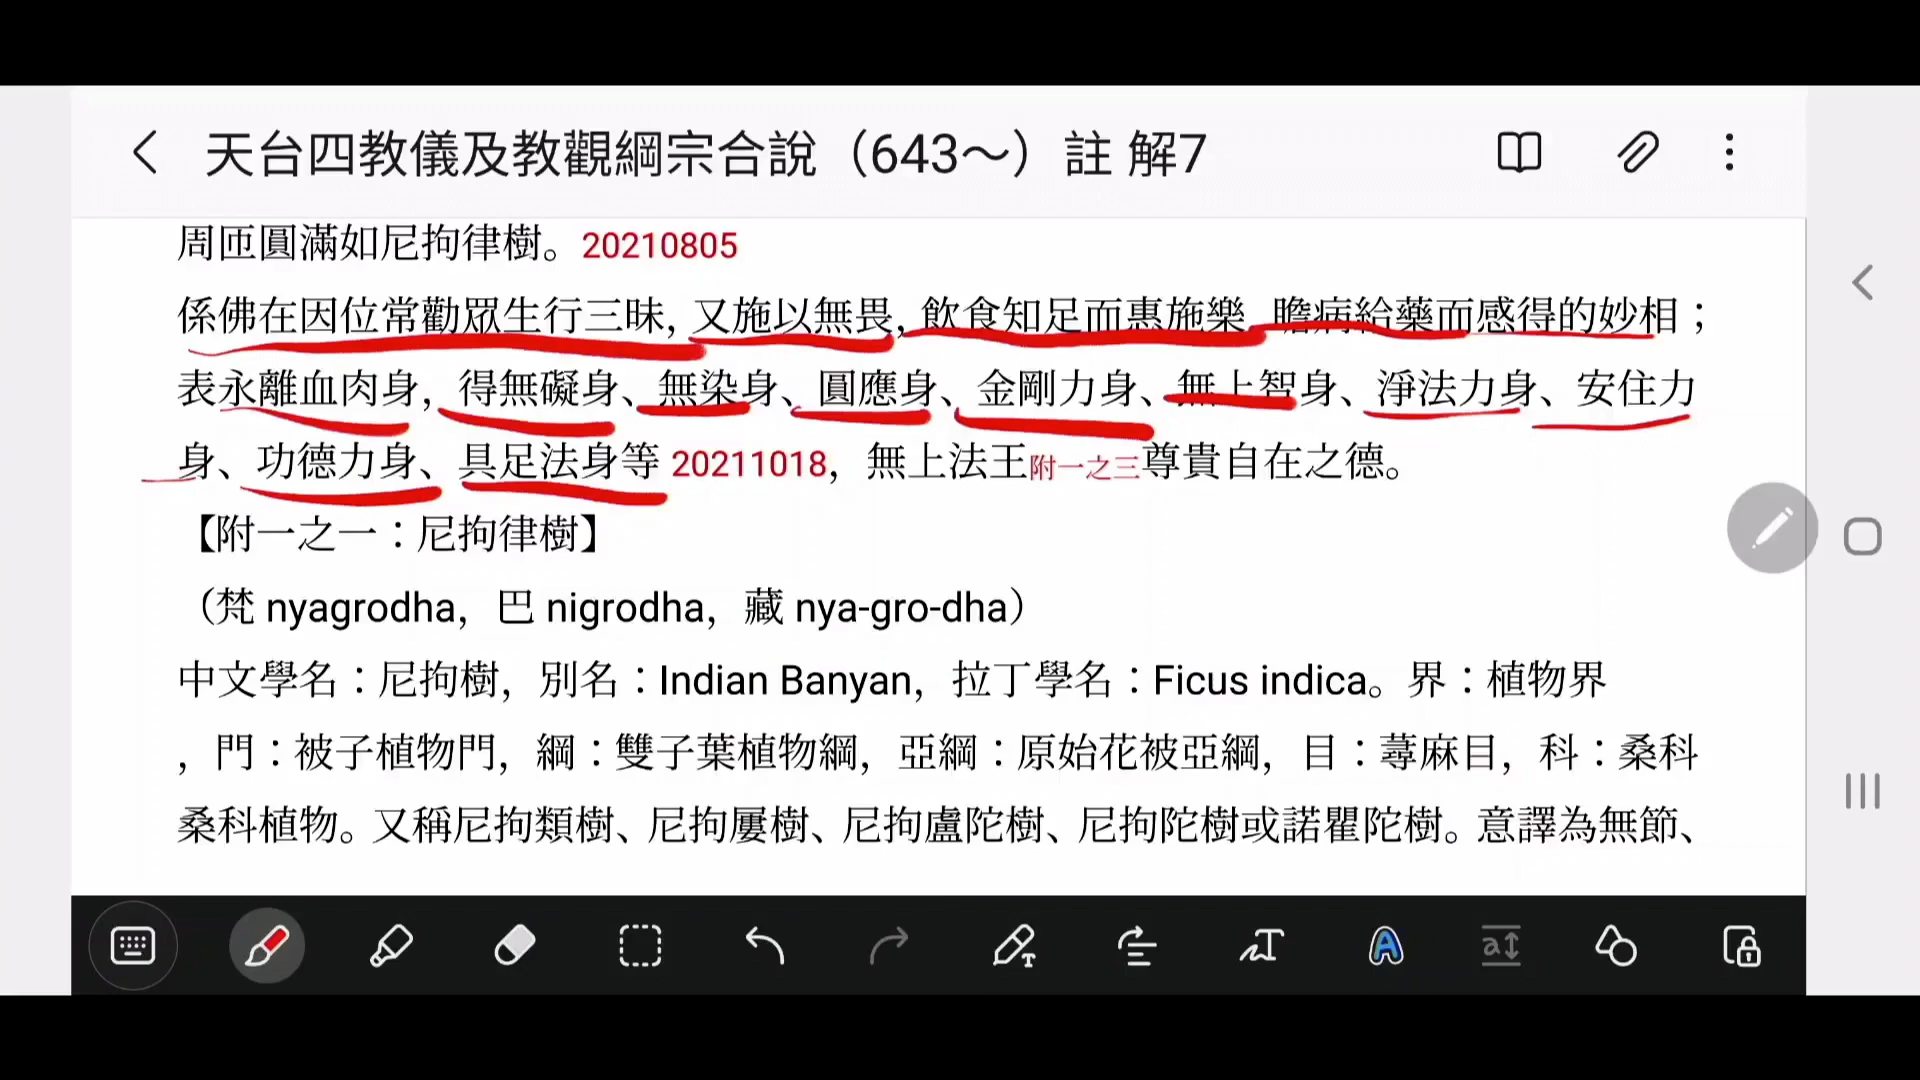 天台四教儀及教觀綱宗合說（643～）註 解7
周匝圓滿如尼拘律樹。20210805
係佛在因位常勸眾生行三昧, 又施以無畏, 飲食知足而惠施樂, 瞻病給藥而感得的妙相；
表永離血肉身, 得無礙身、無染身、圓應身、金剛力身、無上智身、淨法力身、安住力
身、功德力身、具足法身等 20211018，無上法王附一之三尊貴自在之德。
【附一之一：尼拘律樹】
（梵 nyagrodha，巴 nigrodha，藏 nya-gro-dha）
中文學名：尼拘樹，別名：Indian Banyan，拉丁學名：Ficus indica。界：植物界
，門：被子植物門，綱：雙子葉植物綱，亞綱：原始花被亞綱，目：蕁麻目，科：桑科
桑科植物。又稱尼拘類樹、尼拘屢樹、尼拘盧陀樹、尼拘陀樹或諾瞿陀樹。意譯為無節、